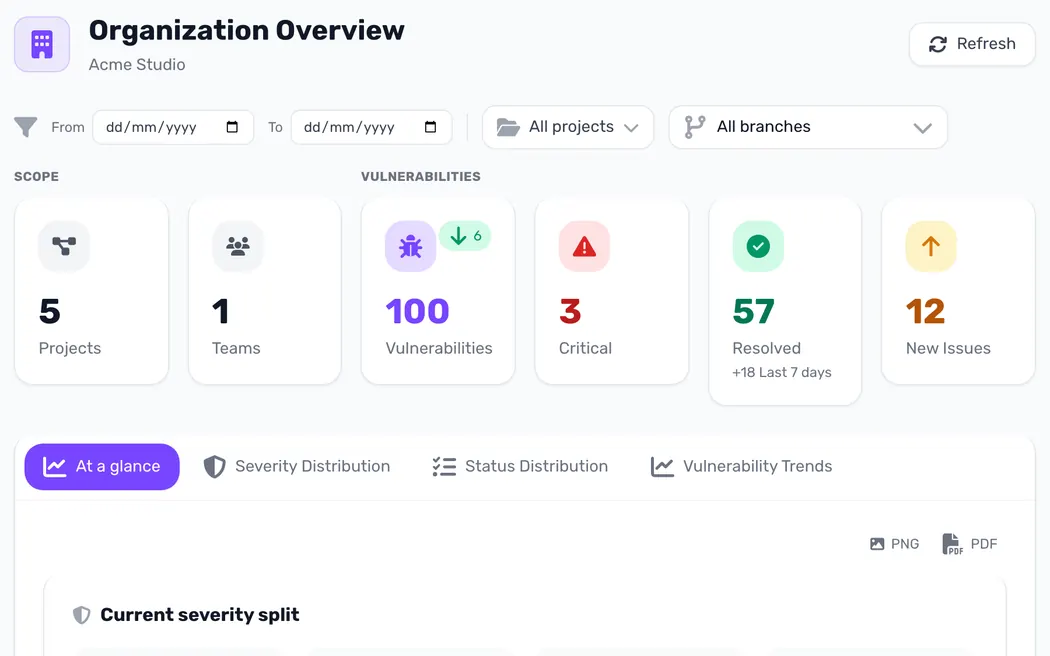 Organization Overview
Acme Studio
Refresh
From dd/mm/yyyy To dd/mm/yyyy All projects All branches
SCOPE
VULNERABILITIES
5
Projects
1
Teams
6
100
Vulnerabilities
3
Critical
57
Resolved
+18 Last 7 days
12
New Issues
At a glance Severity Distribution Status Distribution Vulnerability Trends
PNG PDF
Current severity split